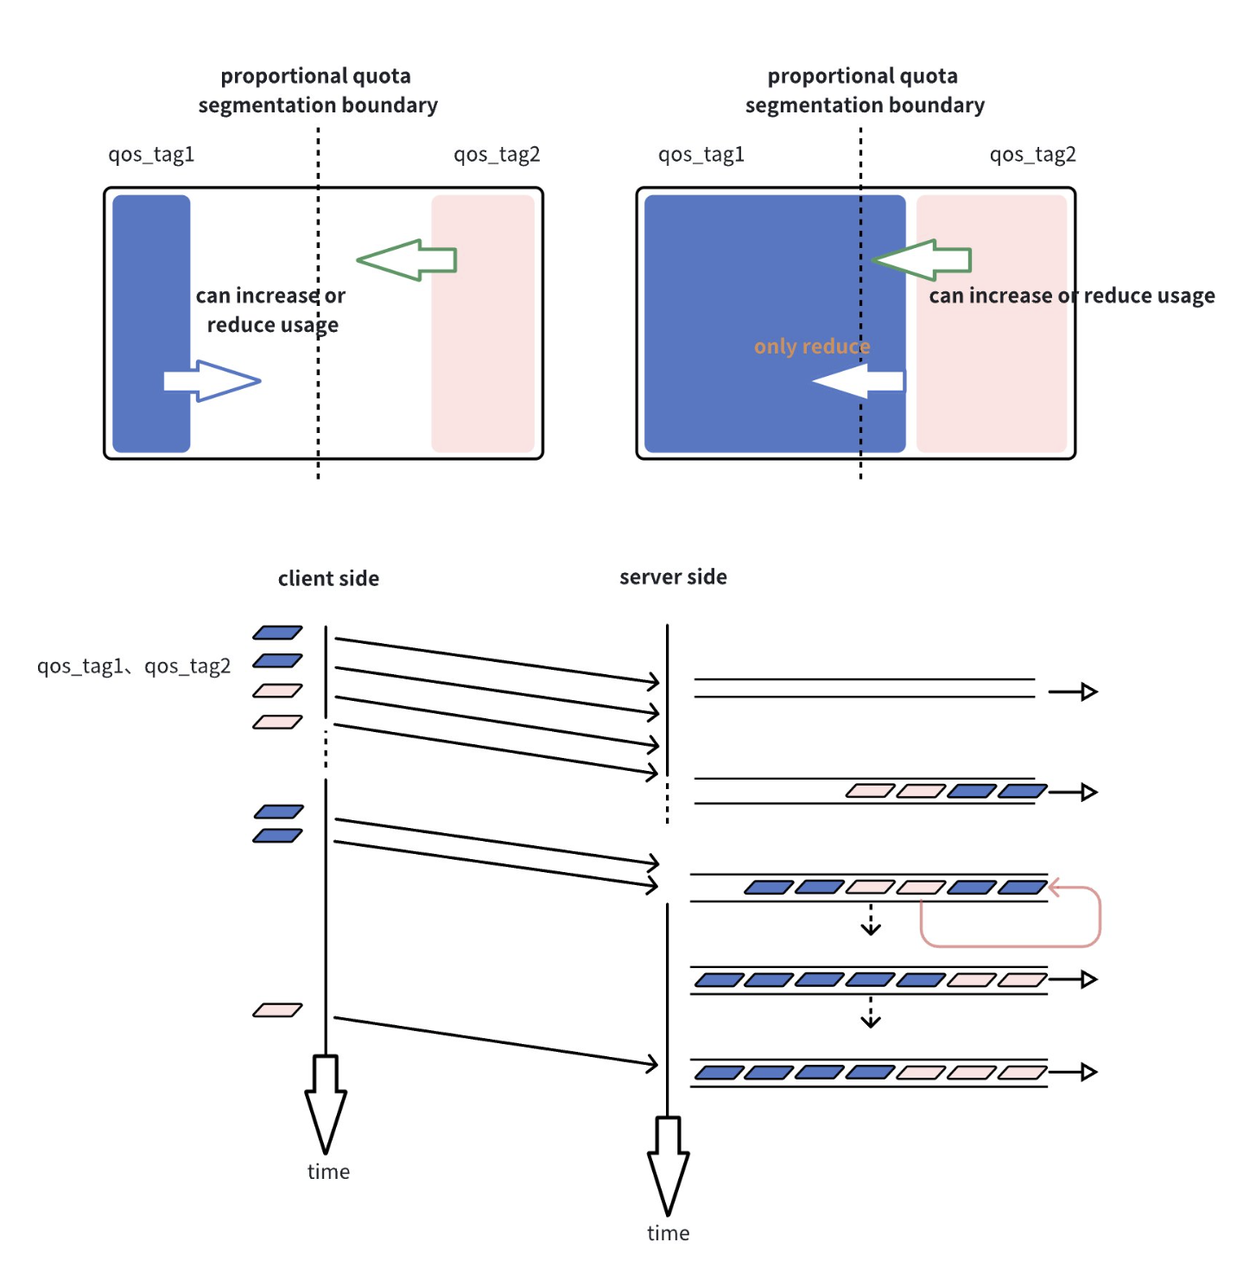 proportional quota
segmentation boundary
proportional quota
segmentation boundary
qos_tag1
qos_tag2
qos_tag1
qos_tag2
can increase or
reduce usage
can increase or reduce usage
only reduce
client side
server side
qos_tag1、qos_tag2
time
time